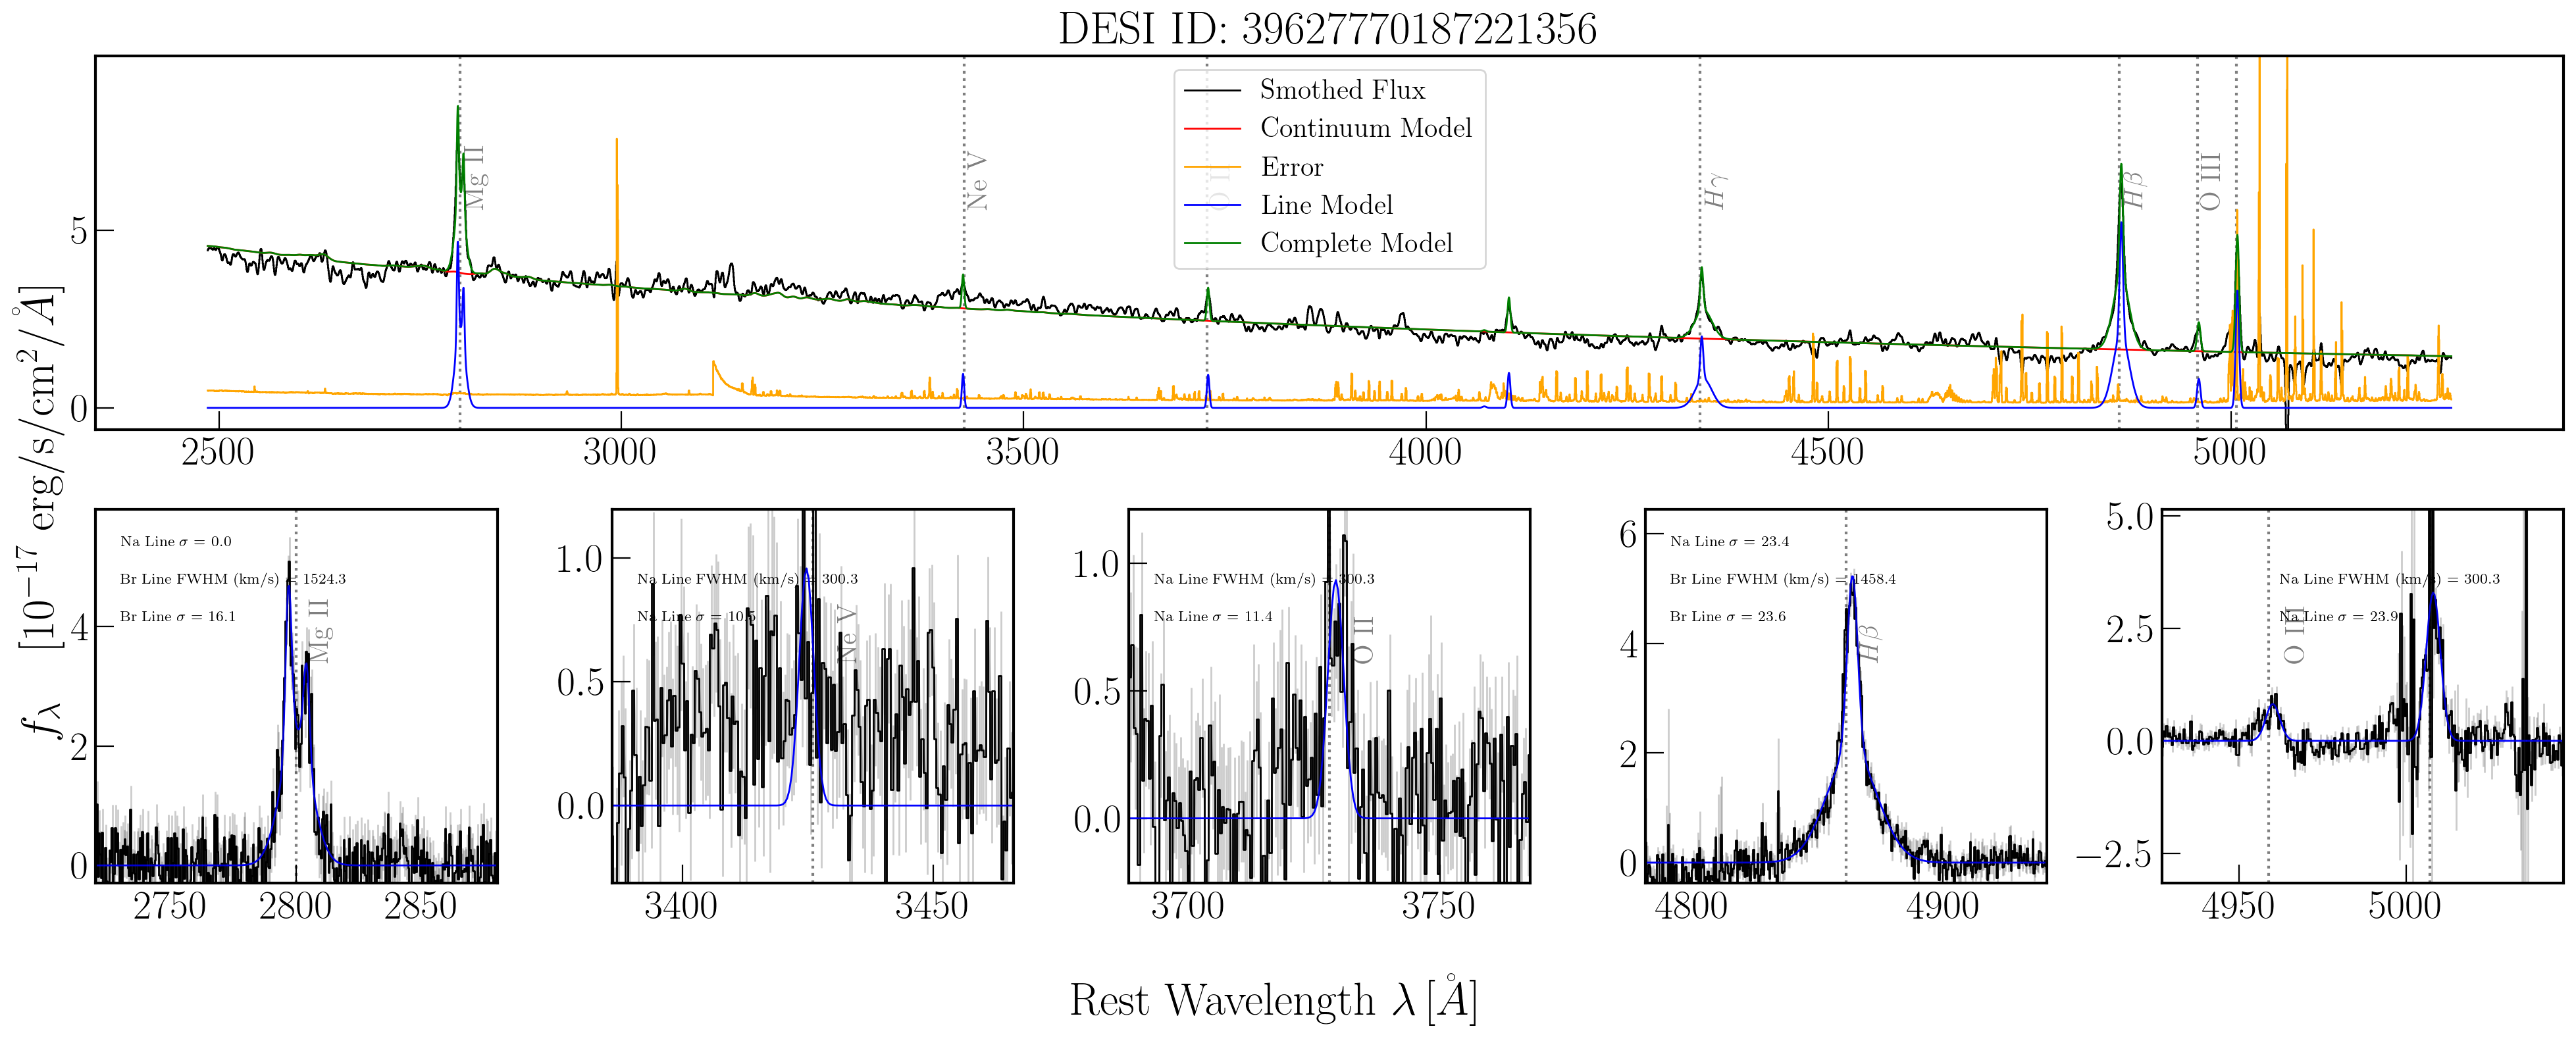 DESI ID: 39627770187221356
Smothed Flux
Continuum Model
Error
Line Model
Complete Model
Mg II
Ne V
O II
Hγ
Hβ
O III
5
0
2500 3000 3500 4000 4500 5000
fλ [10⁻¹⁷ erg/s/cm²/Å]
Na Line σ = 0.0
Br Line FWHM (km/s) = 1524.3
Br Line σ = 16.1
Mg II
4
2
0
2750 2800 2850
Na Line FWHM (km/s) = 300.3
Na Line σ = 10.5
Ne V
1.0
0.5
0.0
3400 3450
Na Line FWHM (km/s) = 300.3
Na Line σ = 11.4
O II
1.0
0.5
0.0
3700 3750
Na Line σ = 23.4
Br Line FWHM (km/s) = 1458.4
Br Line σ = 23.6
Hβ
6
4
2
0
4800 4900
Na Line FWHM (km/s) = 300.3
Na Line σ = 23.9
O III
5.0
2.5
0.0
−2.5
4950 5000
Rest Wavelength λ [Å]